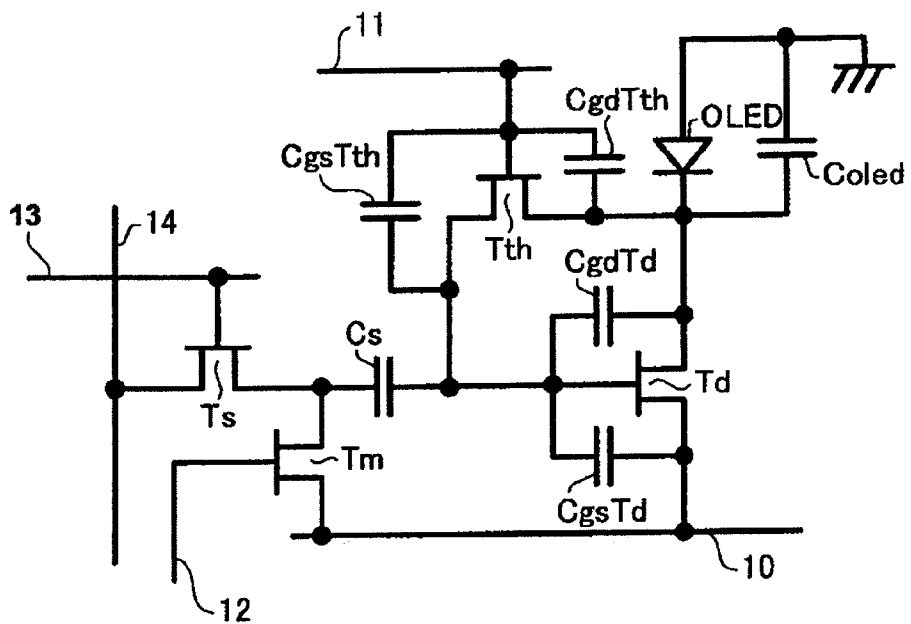 11
CgdTth
OLED
CgsTth
Coled
13
14
Tth
CgdTd
Cs
Ts
Td
Tm
CgsTd
10
12